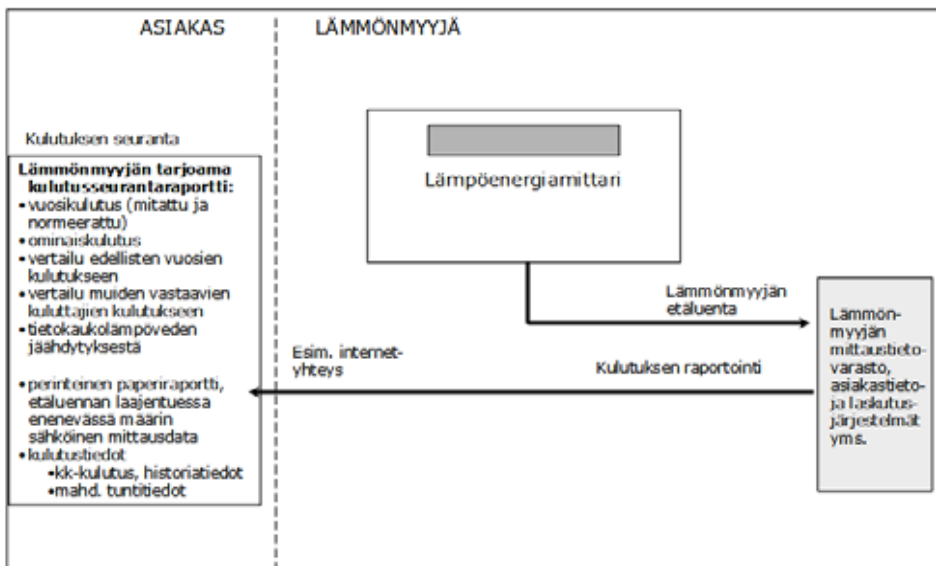 ASIAKAS
LÄMMÖNMYYJÄ
Kulutuksen seuranta
Lämmönmyyjän tarjoama
kulutusseurantaraportti:
•vuosikulutus (mitattu ja
normeerattu)
•ominaiskulutus
•vertailu edellisten vuosien
kulutukseen
•vertailu muiden vastaavien
kuluttajien kulutukseen
•tietokaukolämpöveden
jäähdytyksestä
•perinteinen paperiraportti,
etäluennan laajentuessa
enenevässä määrin
sähköinen mittausdata
•kulutustiedot
•kk-kulutus, historiatiedot
•mahd. tuntitiedot
Lämpöenergiamittari
Lämmönmyyjän
etäluenta
Esim. internet-
yhteys
Kulutuksen raportointi
Lämmön-
myyjän
mittaustieto-
varasto,
asiakastieto-
ja laskutus-
järjestelmät
yms.